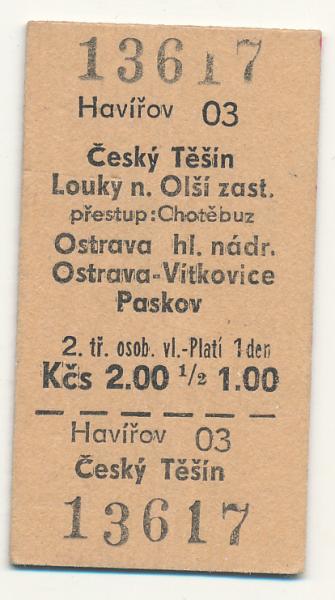 13617
Havířov 03
Český Těšín
Louky n. Olší zast.
přestup: Chotěbuz
Ostrava hl. nádr.
Ostrava-Vítkovice
Paskov
2. tř. osob. vl.-Platí 1 den
Kčs 2.00 ½ 1.00
Havířov 03
Český Těšín
13617